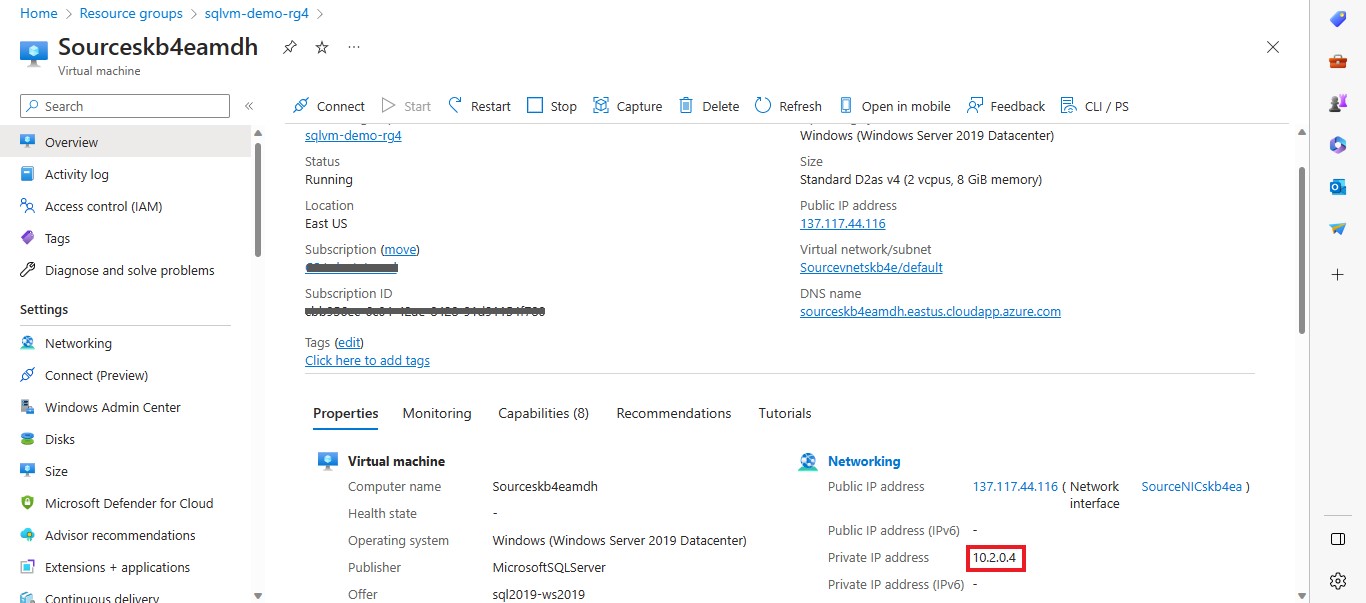 Home > Resource groups > sqlvm-demo-rg4 >
Sourceskb4eamdh
Virtual machine
Search
Connect Start Restart Stop Capture Delete Refresh Open in mobile Feedback CLI / PS
Overview
Activity log
Access control (IAM)
Tags
Diagnose and solve problems
Settings
Networking
Connect (Preview)
Windows Admin Center
Disks
Size
Microsoft Defender for Cloud
Advisor recommendations
Extensions + applications
Continuous delivery
sqlvm-demo-rg4
Status
Running
Location
East US
Subscription (move)
Subscription ID
Tags (edit)
Click here to add tags
Windows (Windows Server 2019 Datacenter)
Size
Standard D2as v4 (2 vcpus, 8 GiB memory)
Public IP address
137.117.44.116
Virtual network/subnet
Sourcevnetskb4e/default
DNS name
sourceskb4eamdh.eastus.cloudapp.azure.com
Properties Monitoring Capabilities (8) Recommendations Tutorials
Virtual machine
Computer name Sourceskb4eamdh
Health state -
Operating system Windows (Windows Server 2019 Datacenter)
Publisher MicrosoftSQLServer
Offer sql2019-ws2019
Networking
Public IP address 137.117.44.116 ( Network interface SourceNICskb4ea )
Public IP address (IPv6) -
Private IP address 10.2.0.4
Private IP address (IPv6) -